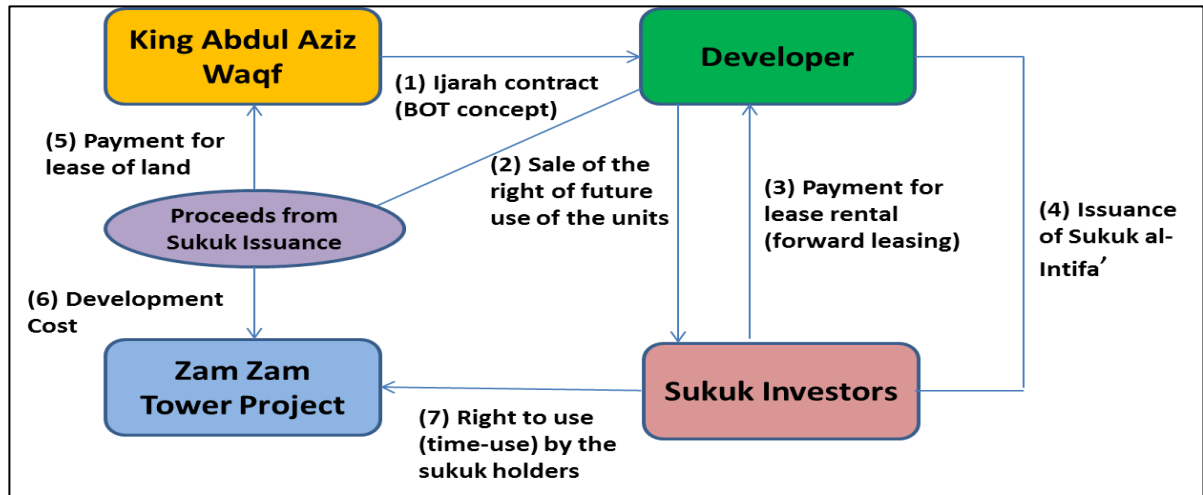 King Abdul Aziz
Waqf
Developer
(1) Ijarah contract
(BOT concept)
(5) Payment for
lease of land
(2) Sale of the
right of future
use of the units
(3) Payment for
lease rental
(forward leasing)
(4) Issuance
of Sukuk al-
Intifa’
Proceeds from
Sukuk Issuance
(6) Development
Cost
Zam Zam
Tower Project
Sukuk Investors
(7) Right to use
(time-use) by the
sukuk holders